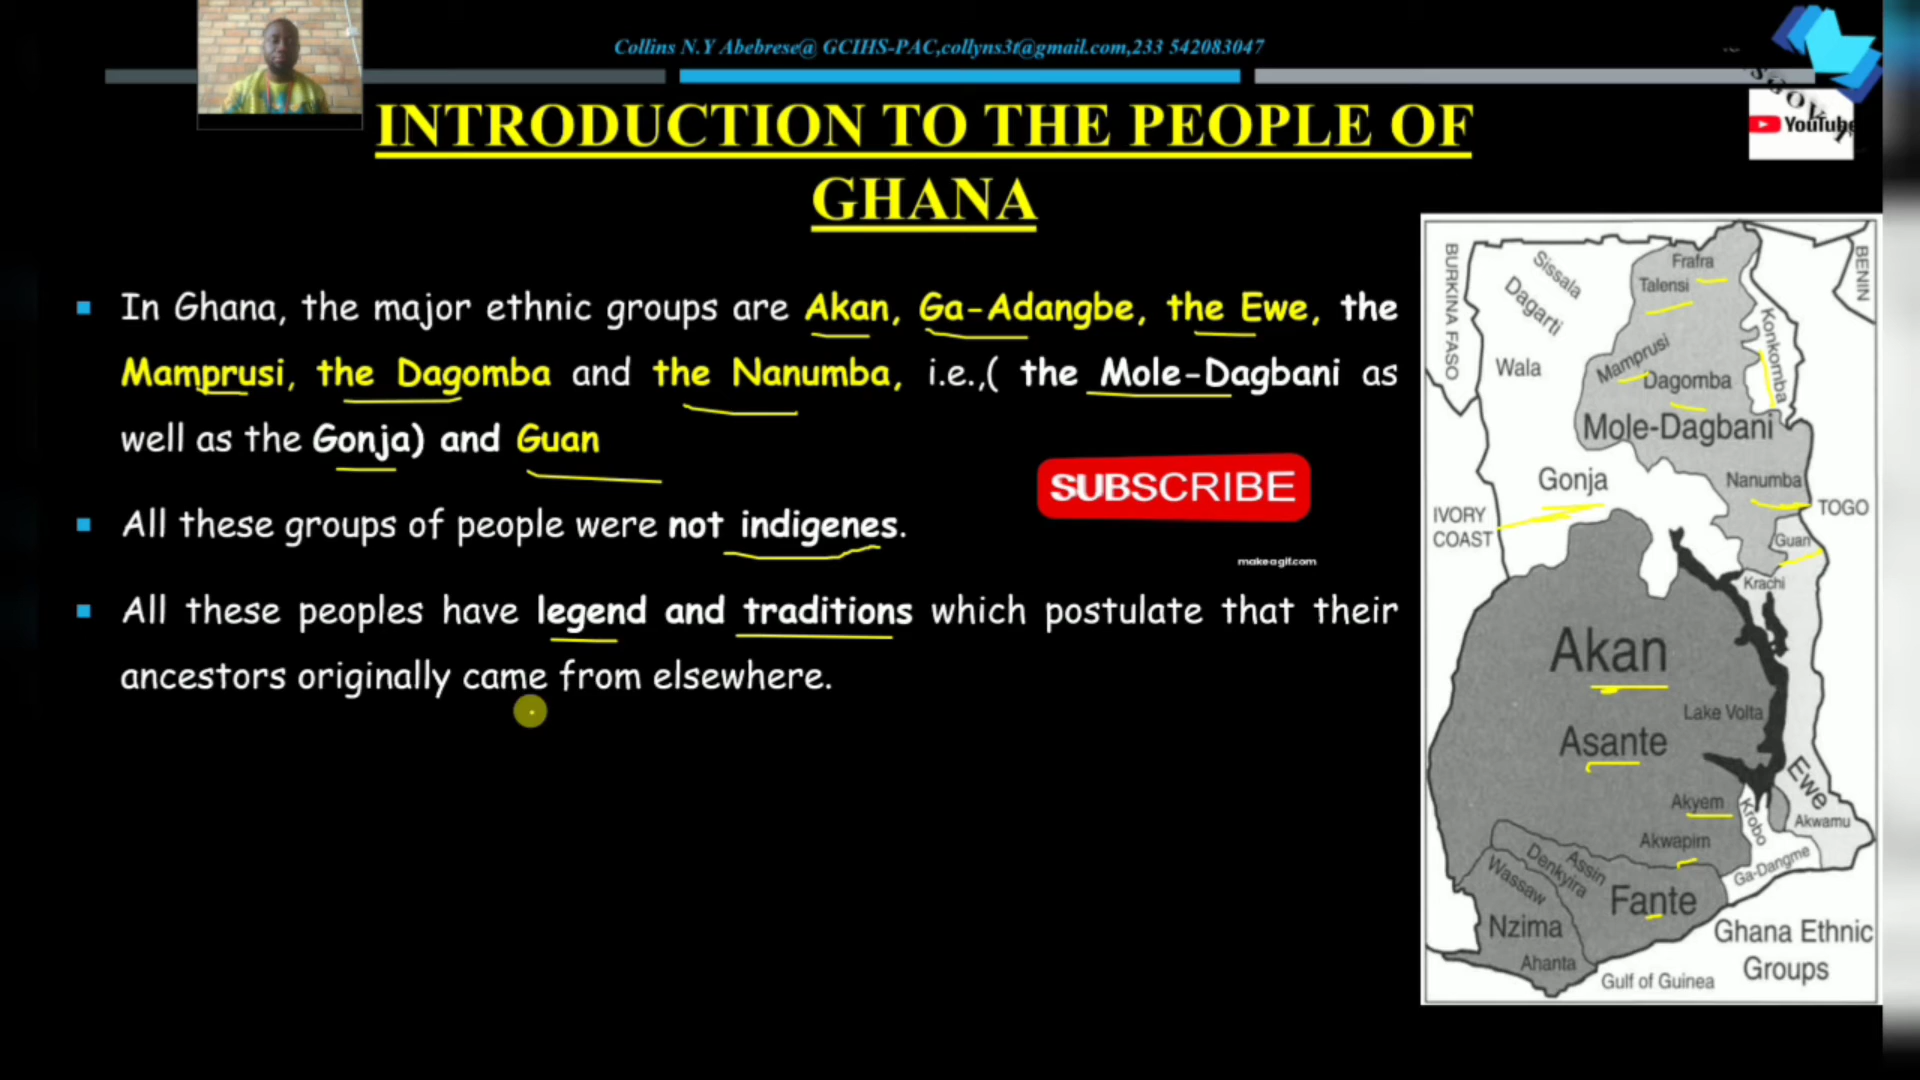 Collins N.Y Abebrese@ GCIHS-PAC,collyns3t@gmail.com,233 542083047
YouTube
INTRODUCTION TO THE PEOPLE OF
GHANA
In Ghana, the major ethnic groups are Akan, Ga-Adangbe, the Ewe, the
Mamprusi, the Dagomba and the Nanumba, i.e.,( the Mole-Dagbani as
well as the Gonja) and Guan
All these groups of people were not indigenes.
All these peoples have legend and traditions which postulate that their
ancestors originally came from elsewhere.
SUBSCRIBE
makeagif.com
BURKINA FASO
BENIN
Sissala
Dagarti
Frafra
Talensi
Konkomba
Wala
Mamprusi
Dagomba
Mole-Dagbani
Gonja
Nanumba
IVORY
COAST
TOGO
Guan
Krachi
Akan
Lake Volta
Asante
Ewe
Akyem
Krobo
Akwamu
Akwapim
Ga-Dangme
Assin
Denkyira
Wassaw
Fante
Nzima
Ahanta
Ghana Ethnic
Groups
Gulf of Guinea